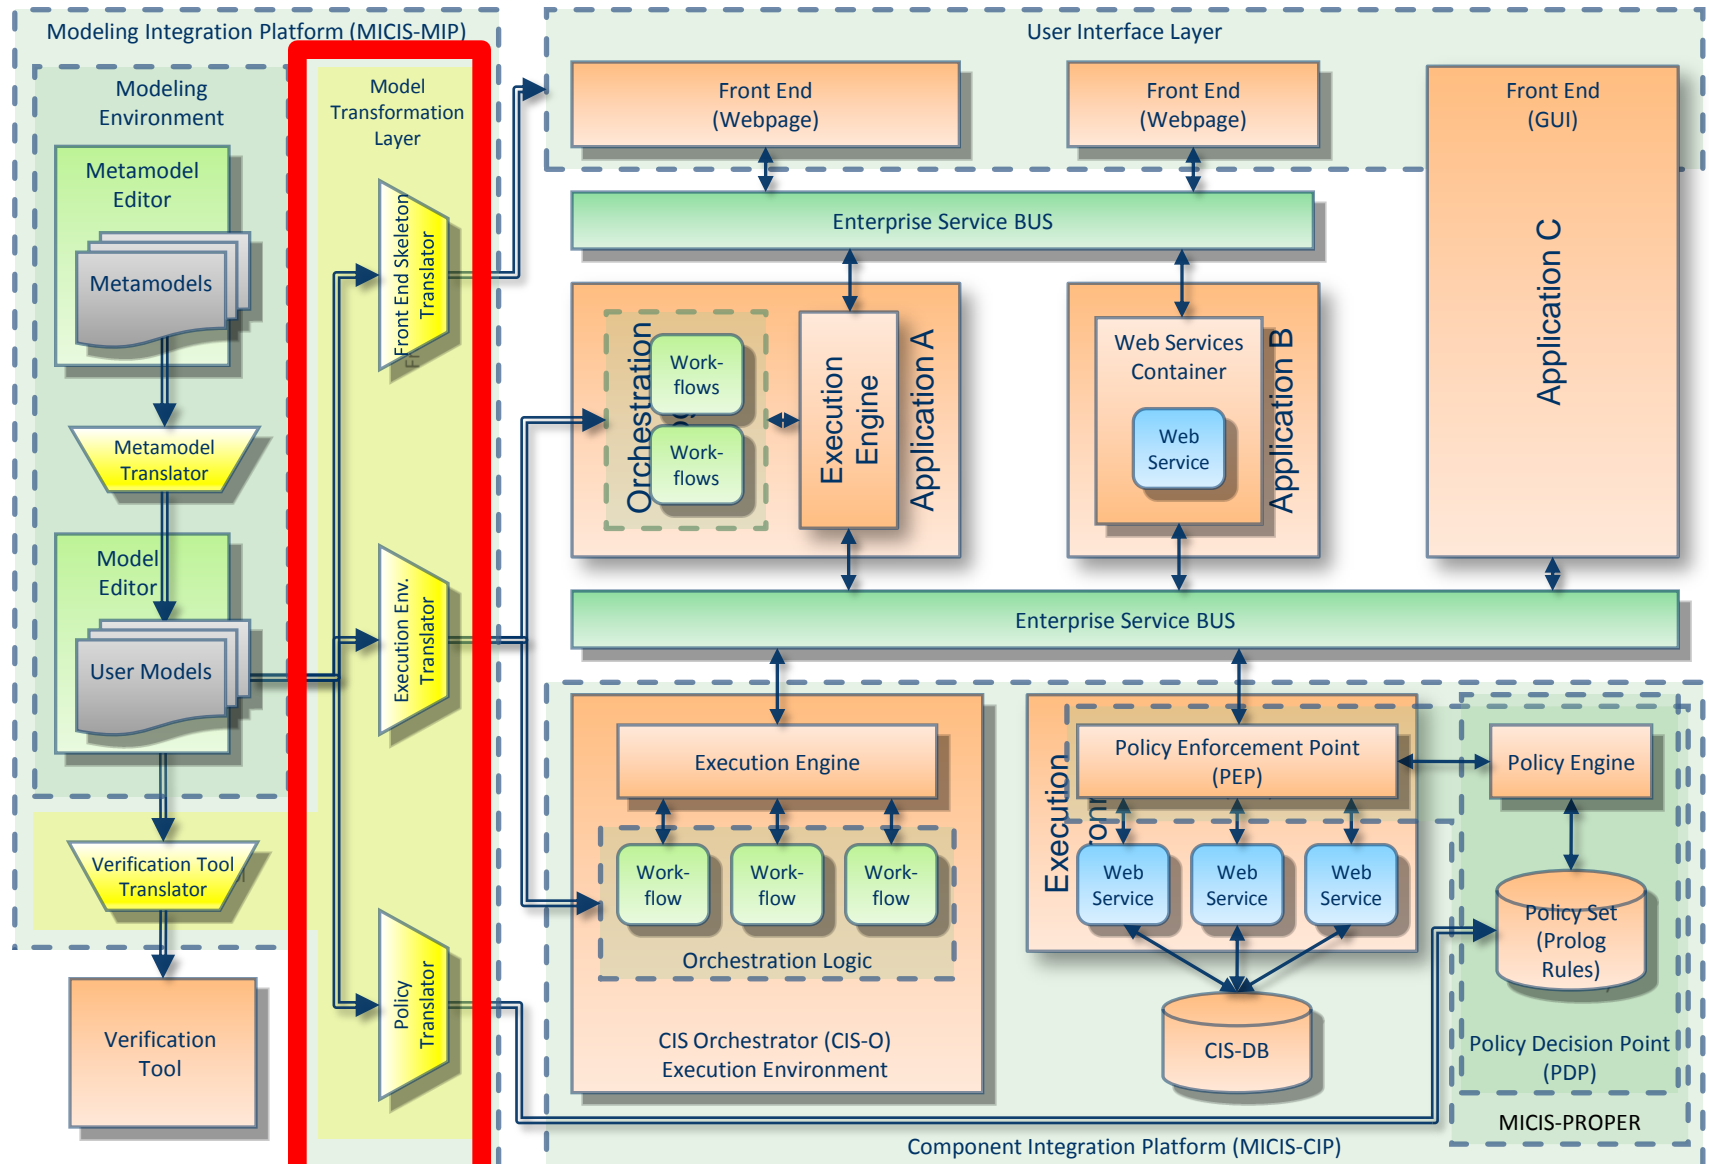 Modeling Integration Platform (MICIS-MIP)
Modeling
Environment
Metamodel
Editor
Metamodels
Metamodel
Translator
Model
Editor
User Models
Verification Tool
Translator
Verification
Tool
Model
Transformation
Layer
Front End Skeleton
Translator
Execution Env.
Translator
Policy
Translator
User Interface Layer
Front End
(Webpage)
Front End
(Webpage)
Front End
(GUI)
Application C
Enterprise Service BUS
Orchestration
Work-
flows
Work-
flows
Execution
Engine
Application A
Web Services
Container
Web
Service
Application B
Enterprise Service BUS
Execution Engine
Work-
flow
Work-
flow
Work-
flow
Orchestration Logic
CIS Orchestrator (CIS-O)
Execution Environment
Execution
Policy Enforcement Point
(PEP)
Web
Service
Web
Service
Web
Service
CIS-DB
Policy Engine
Policy Set
(Prolog
Rules)
Policy Decision Point
(PDP)
MICIS-PROPER
Component Integration Platform (MICIS-CIP)